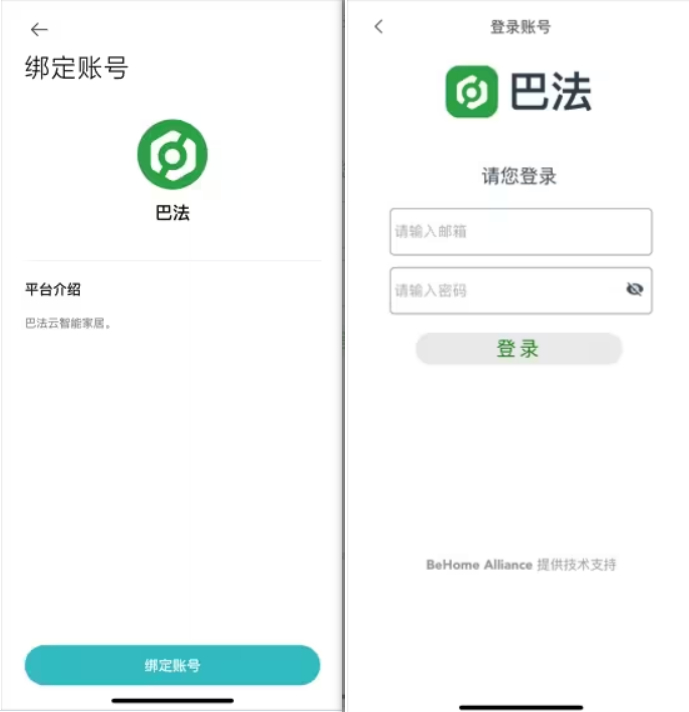 绑定账号
巴法
平台介绍
巴法云智能家居。
绑定账号
登录账号
巴法
请您登录
请输入邮箱
请输入密码
登录
BeHome Alliance 提供技术支持